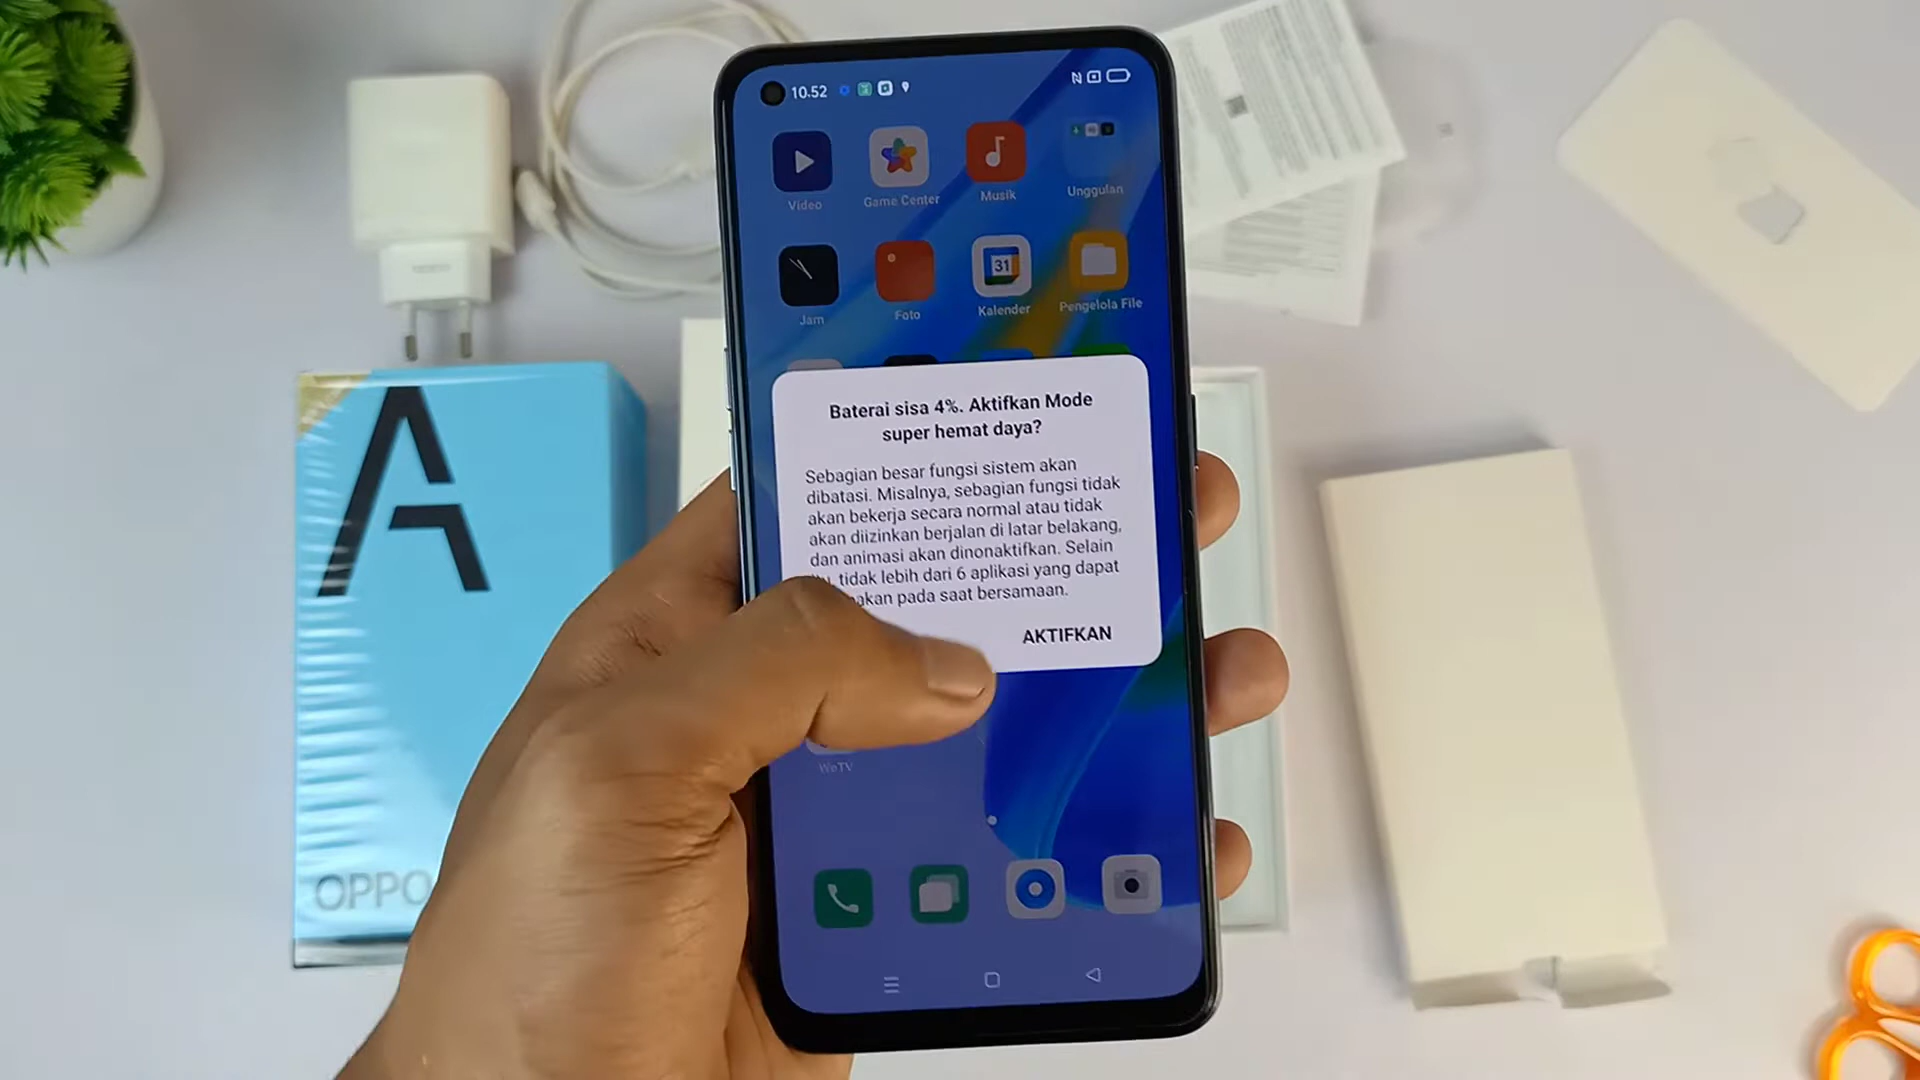 10.52
Video
Game Center
Musik
Unggulan
Jam
Foto
31
Kalender
Pengelola File
Baterai sisa 4%. Aktifkan Mode
super hemat daya?
Sebagian besar fungsi sistem akan
dibatasi. Misalnya, sebagian fungsi tidak
akan bekerja secara normal atau tidak
akan diizinkan berjalan di latar belakang,
dan animasi akan dinonaktifkan. Selain
tidak lebih dari 6 aplikasi yang dapat
pada saat bersamaan.
AKTIFKAN
WeTV
A
OPPO